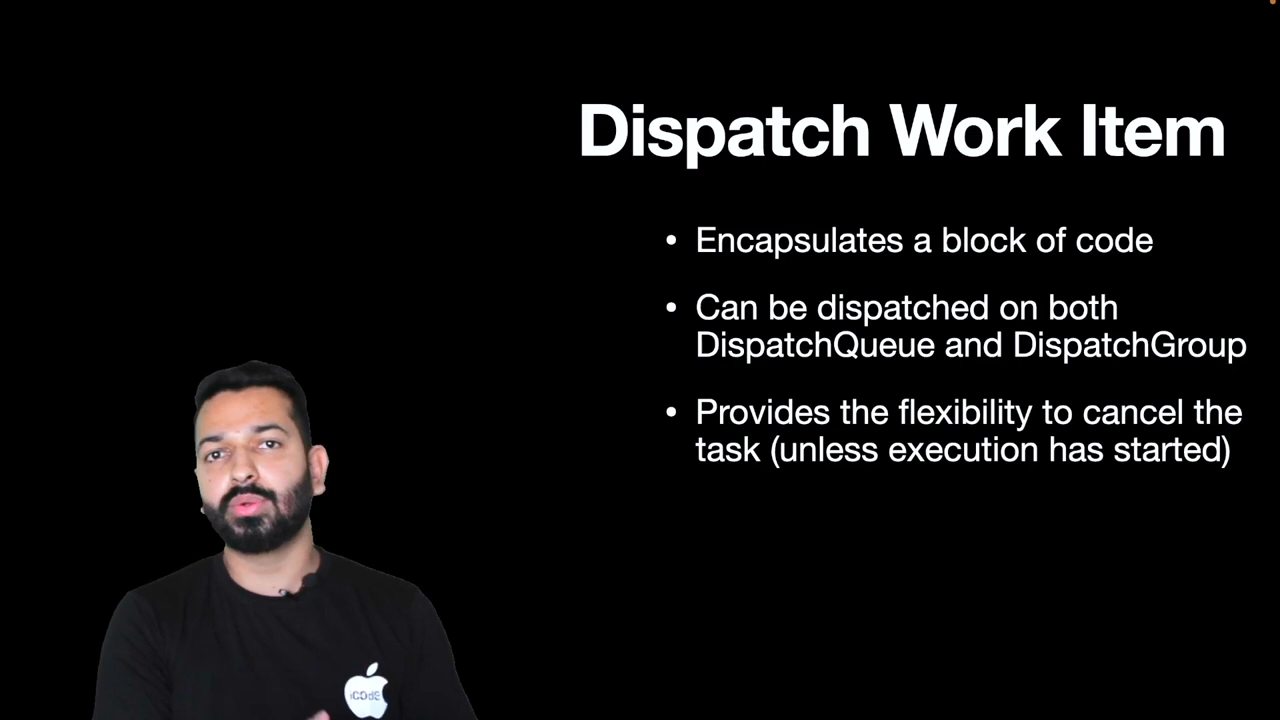 Dispatch Work Item
• Encapsulates a block of code
• Can be dispatched on both
DispatchQueue and DispatchGroup
• Provides the flexibility to cancel the
task (unless execution has started)
iCOdE